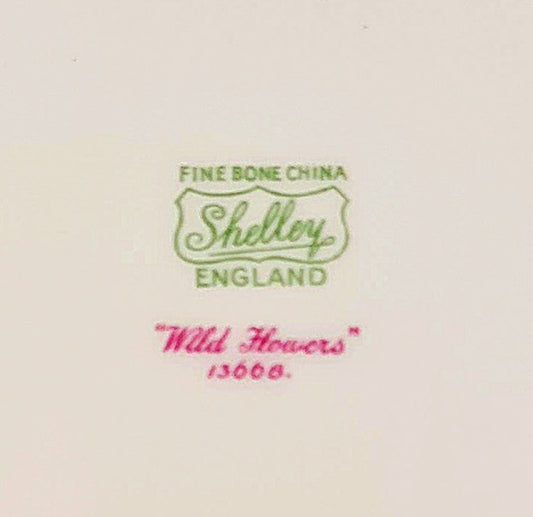 FINE BONE CHINA
Shelley
ENGLAND
"Wild Flowers"
13668.